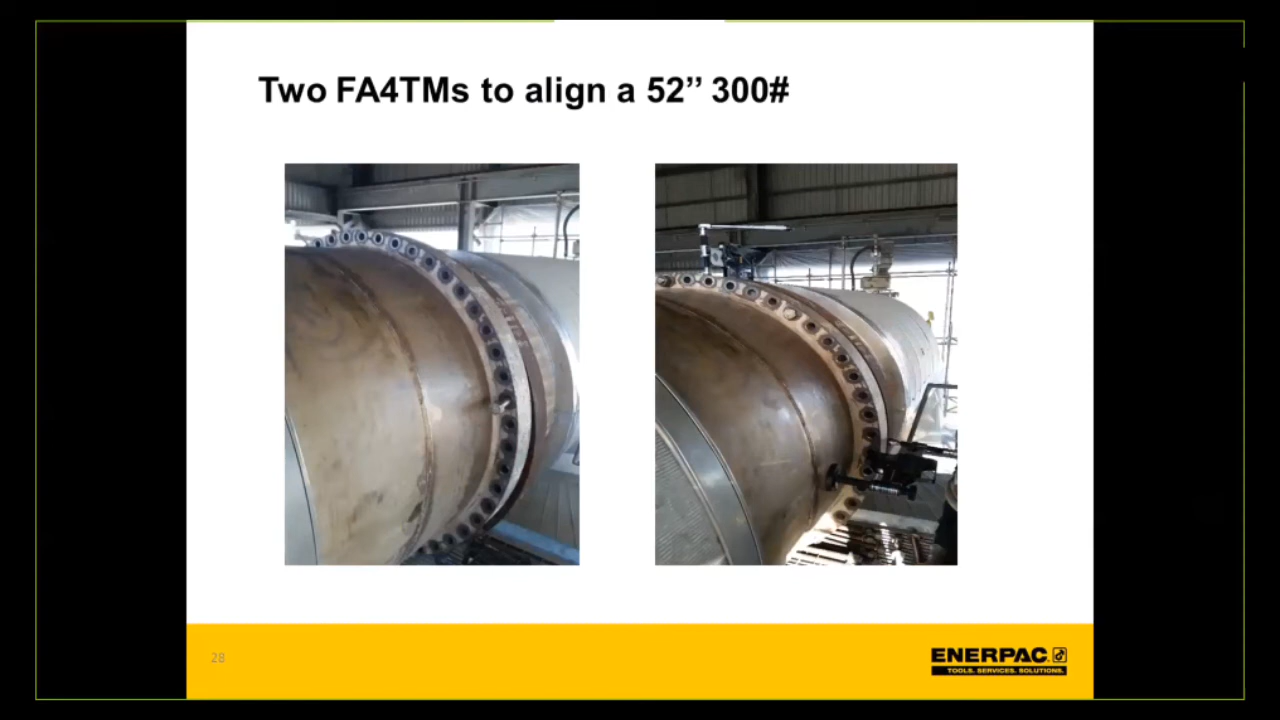 Two FA4TMs to align a 52’’ 300#
28
ENERPAC
TOOLS. SERVICES. SOLUTIONS.